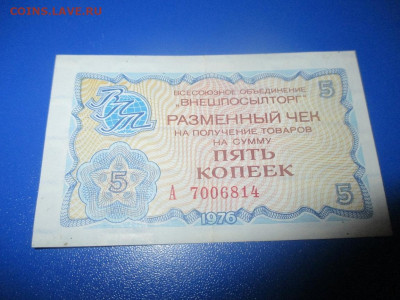 COINS.LAVE.RU
ВПТ
ВСЕСОЮЗНОЕ ОБЪЕДИНЕНИЕ
„ВНЕШПОСЫЛТОРГ"
5
РАЗМЕННЫЙ ЧЕК
НА ПОЛУЧЕНИЕ ТОВАРОВ
НА СУММУ
ПЯТЬ
КОПЕЕК
5
А 7006814
5
1976